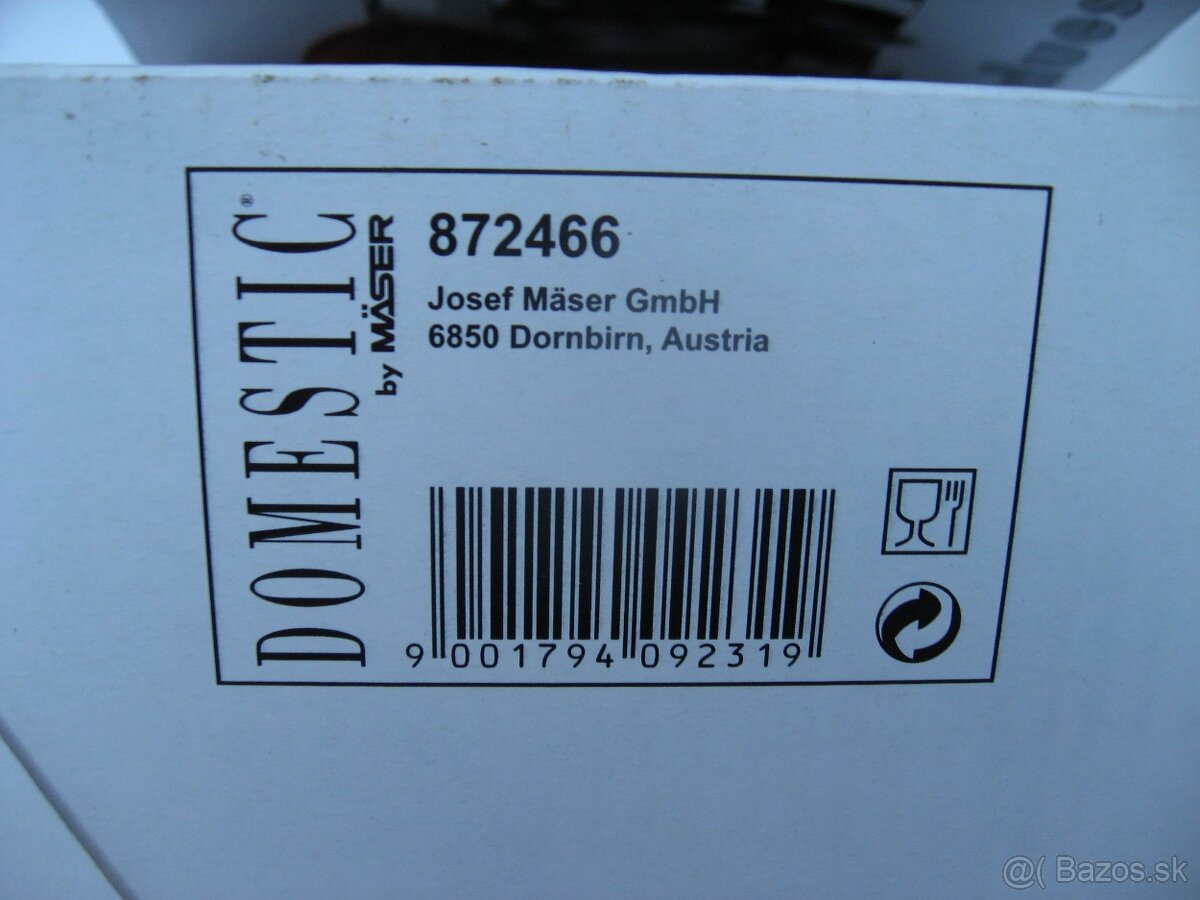 DOMESTIC®
by MÄSER
872466
Josef Mäser GmbH
6850 Dornbirn, Austria
9 001794 092319
@( Bazos.sk